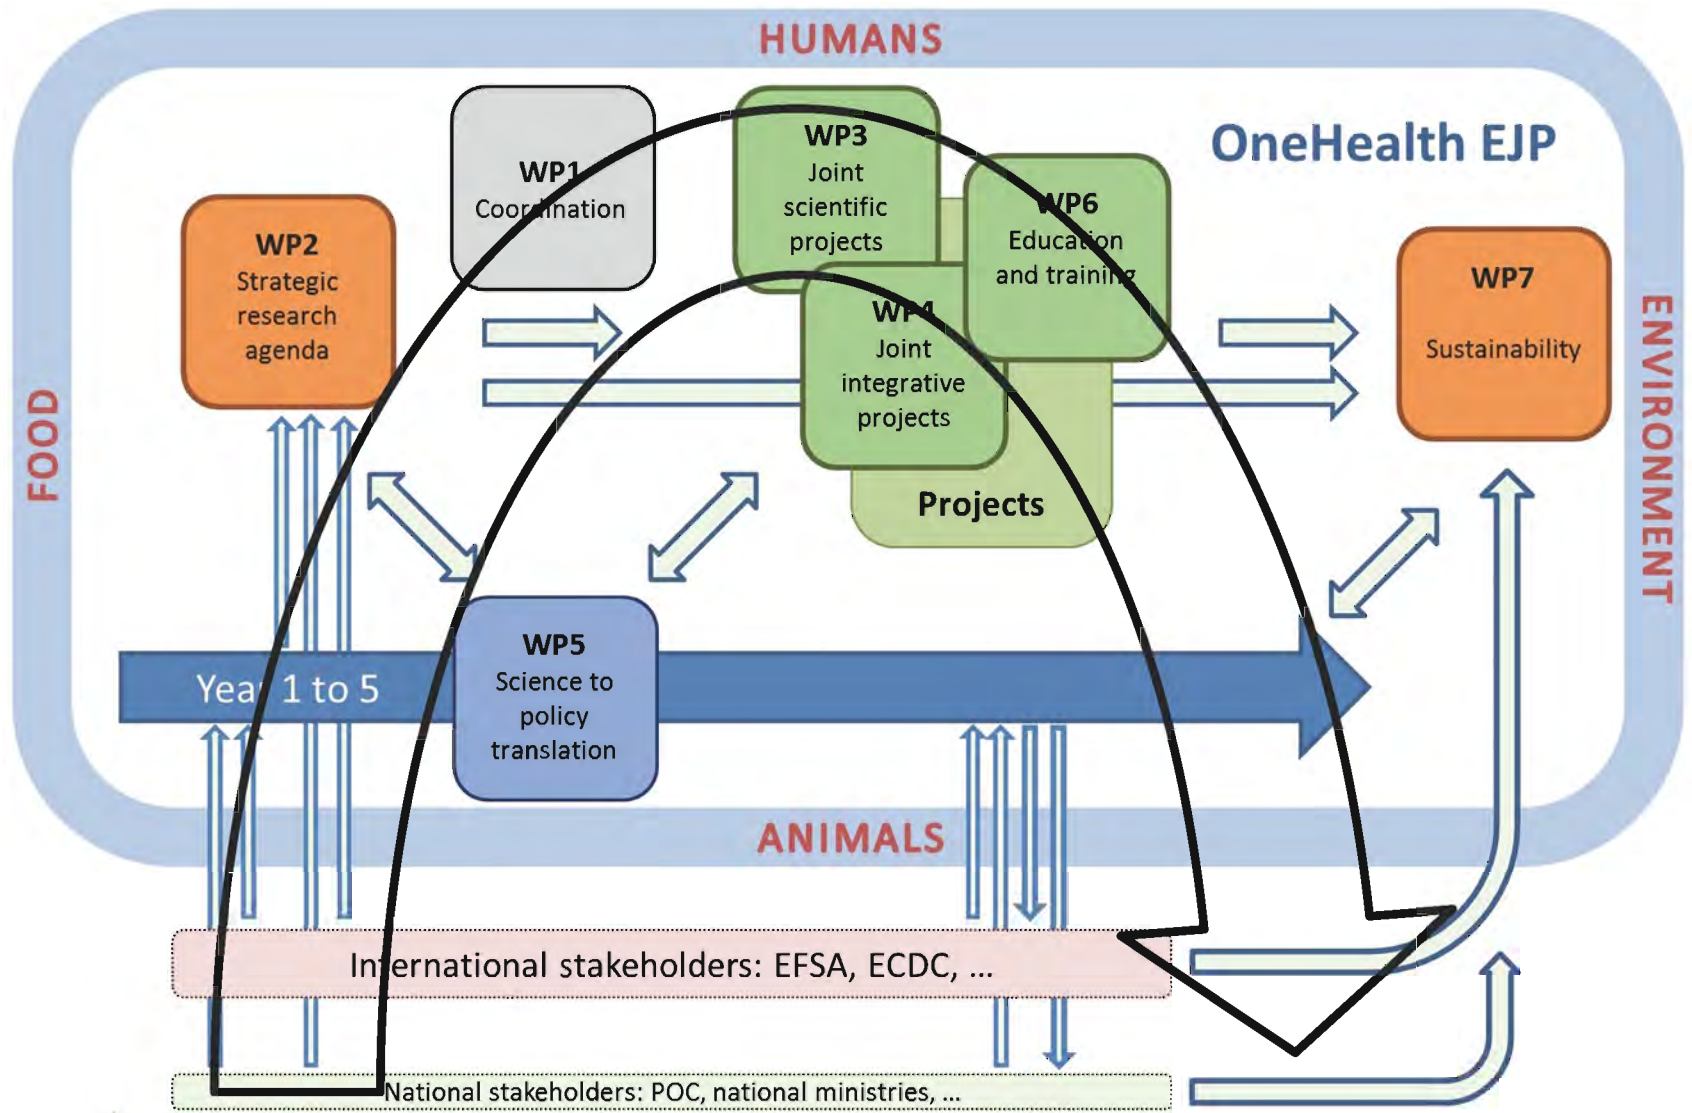 HUMANS
OneHealth EJP
WP1
Coordination
WP3
Joint
scientific
projects
WP6
Education
and training
WP2
Strategic
research
agenda
WP7
Sustainability
WP4
Joint
integrative
projects
Projects
FOOD
ENVIRONMENT
WP5
Science to
policy
translation
Year 1 to 5
ANIMALS
International stakeholders: EFSA, ECDC, ...
National stakeholders: POC, national ministries, ...